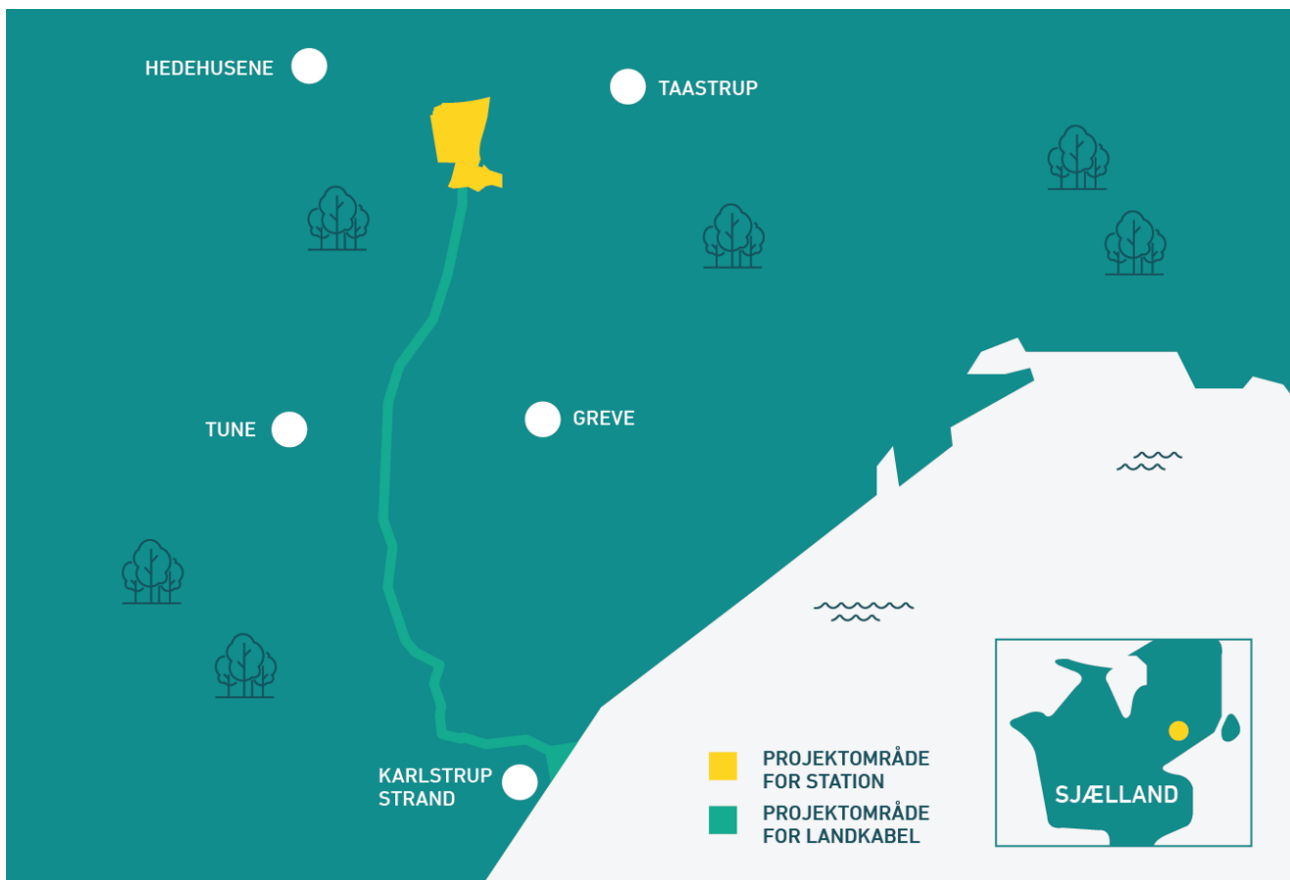 HEDEHUSENE
TAASTRUP
TUNE
GREVE
KARLSTRUP
STRAND
PROJEKTOMRÅDE
FOR STATION
PROJEKTOMRÅDE
FOR LANDKABEL
SJÆLLAND